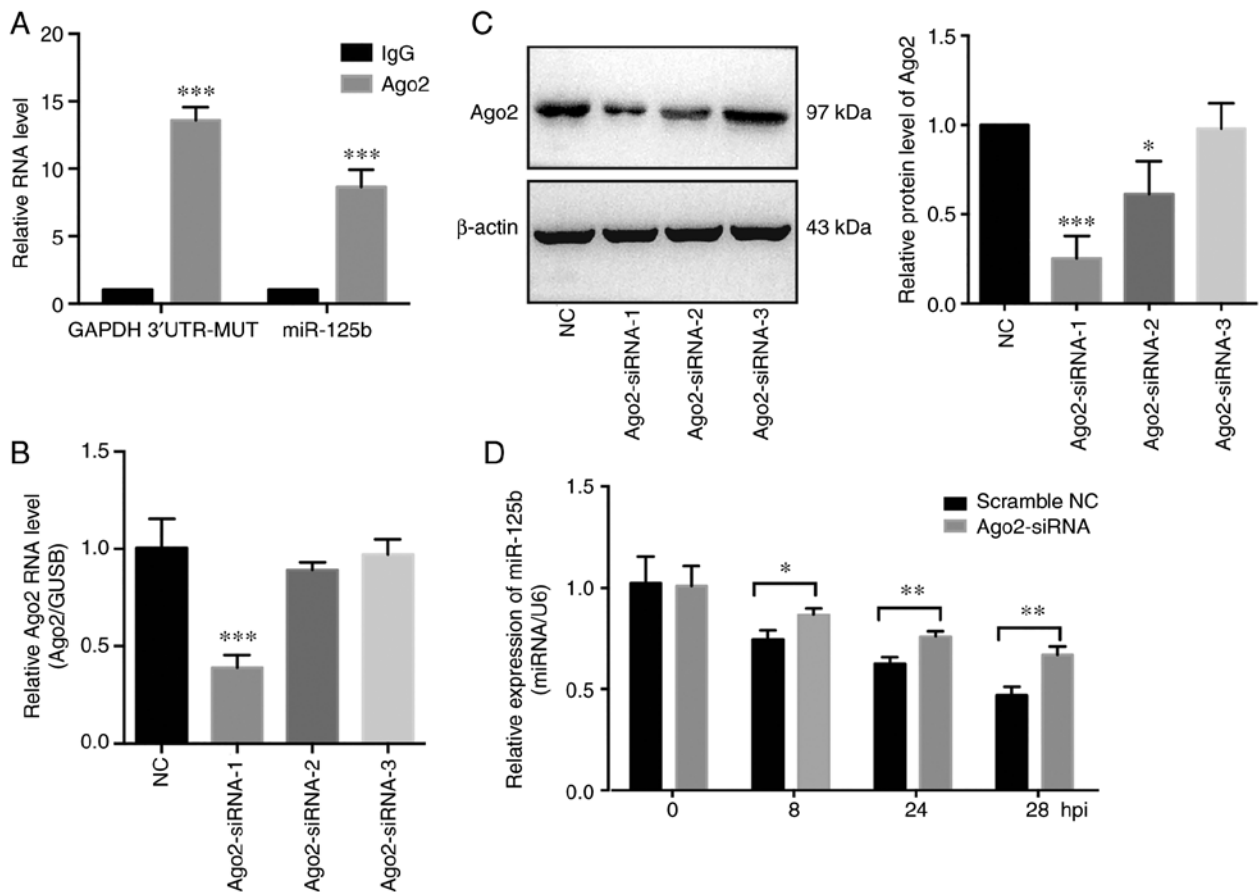 A
IgG
Ago2
Relative RNA level
20
15
10
5
0
***
***
GAPDH 3′UTR-MUT
miR-125b
B
Relative Ago2 RNA level
(Ago2/GUSB)
1.5
1.0
0.5
0.0
***
NC
Ago2-siRNA-1
Ago2-siRNA-2
Ago2-siRNA-3
C
Ago2
97 kDa
β-actin
43 kDa
NC
Ago2-siRNA-1
Ago2-siRNA-2
Ago2-siRNA-3
Relative protein level of Ago2
1.5
1.0
0.5
0.0
***
*
NC
Ago2-siRNA-1
Ago2-siRNA-2
Ago2-siRNA-3
D
Relative expression of miR-125b
(miRNA/U6)
1.5
1.0
0.5
0.0
Scramble NC
Ago2-siRNA
*
**
**
0
8
24
28 hpi